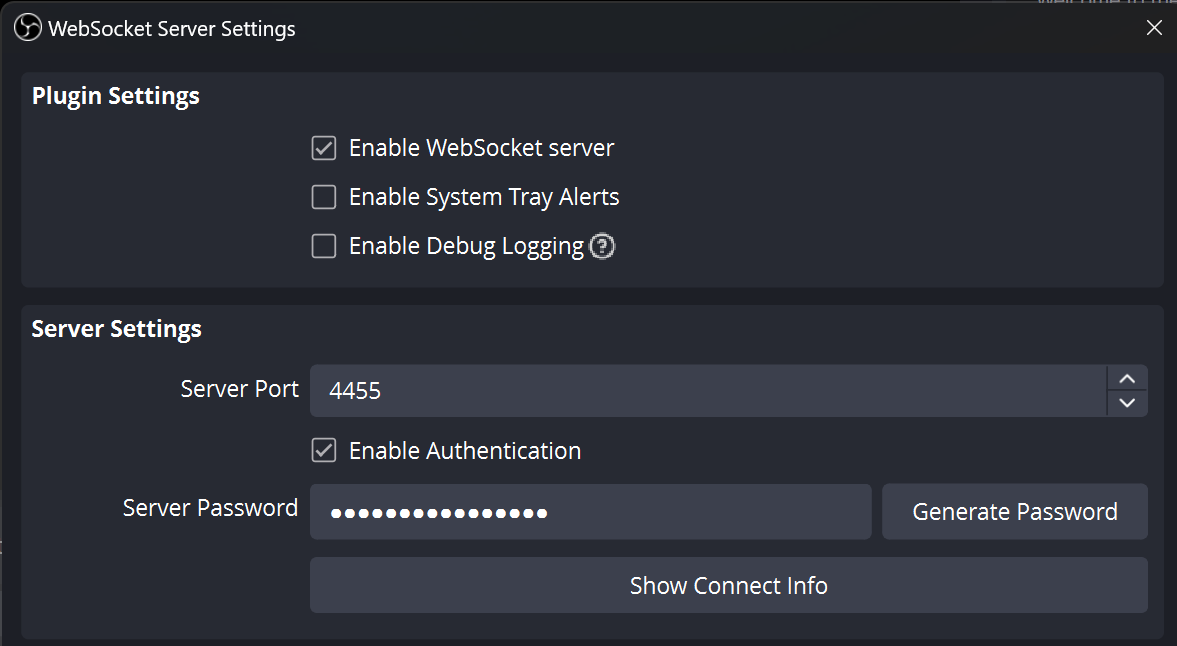 WebSocket Server Settings
Plugin Settings
Enable WebSocket server
Enable System Tray Alerts
Enable Debug Logging
Server Settings
Server Port 4455
Enable Authentication
Server Password ●●●●●●●●●●●●●●●● Generate Password
Show Connect Info